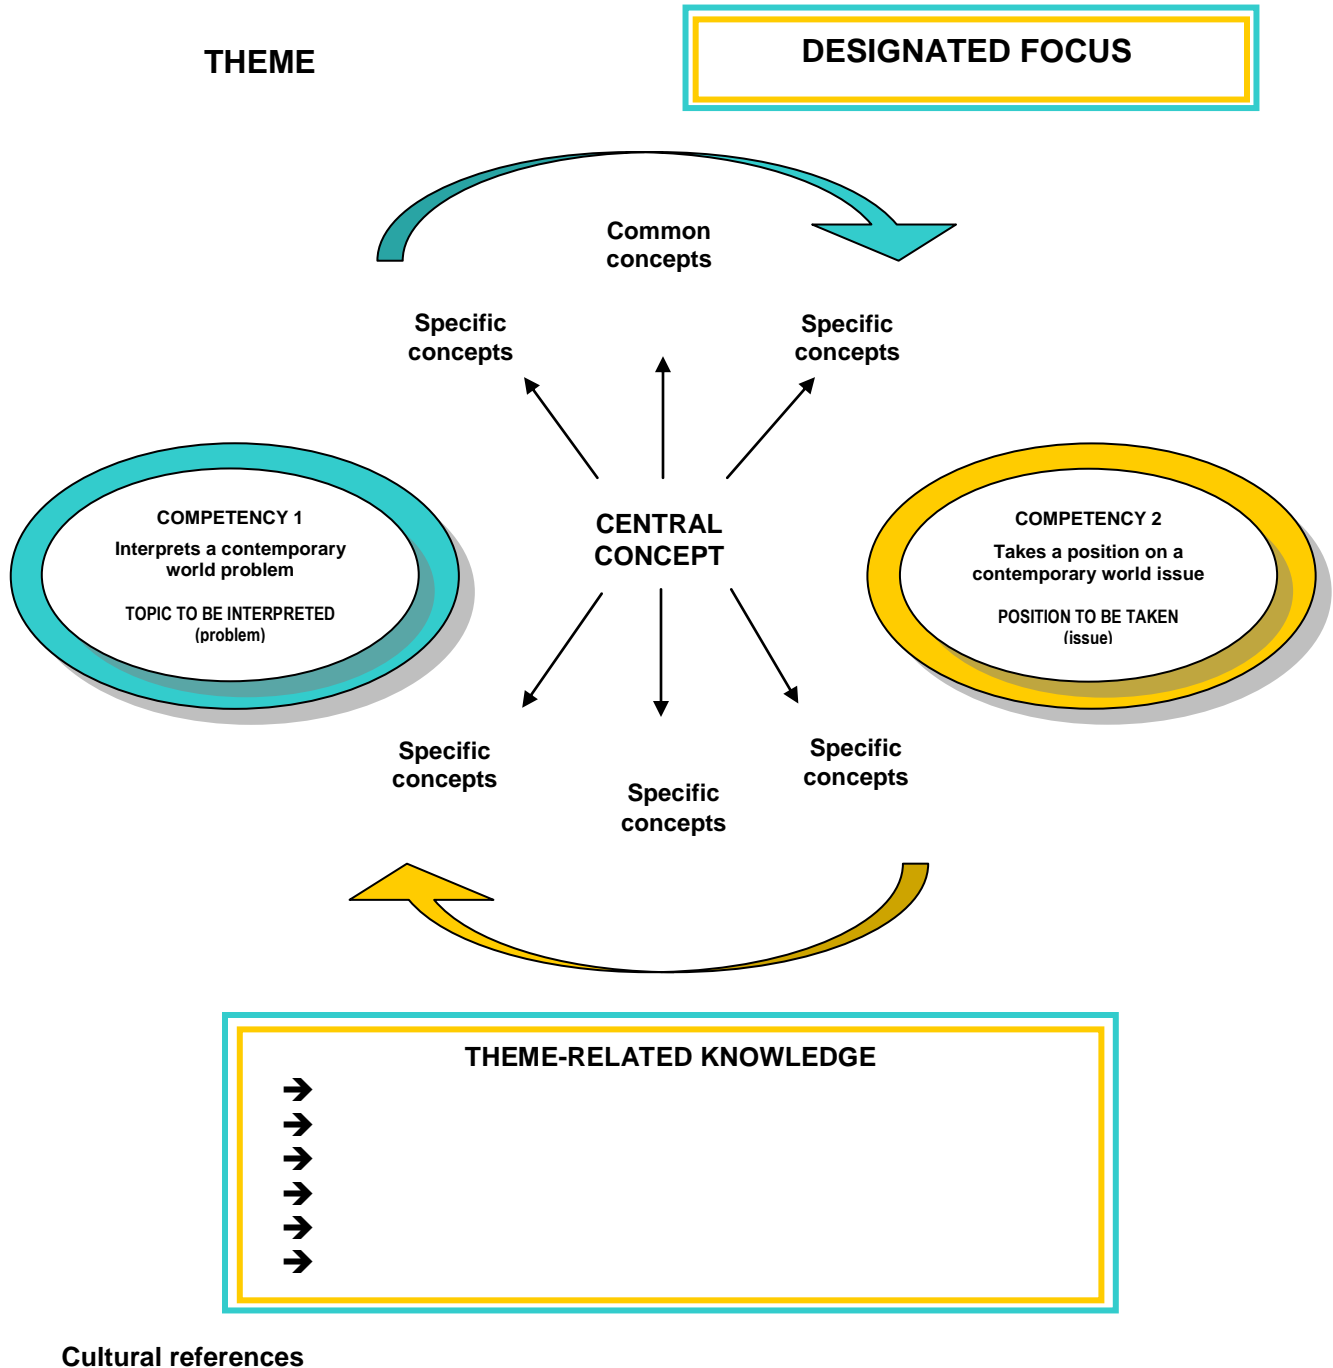 THEME
DESIGNATED FOCUS
Common
concepts
Specific
concepts
Specific
concepts
COMPETENCY 1
Interprets a contemporary
world problem
TOPIC TO BE INTERPRETED
(problem)
CENTRAL
CONCEPT
COMPETENCY 2
Takes a position on a
contemporary world issue
POSITION TO BE TAKEN
(issue)
Specific
concepts
Specific
concepts
Specific
concepts
THEME-RELATED KNOWLEDGE
Cultural references